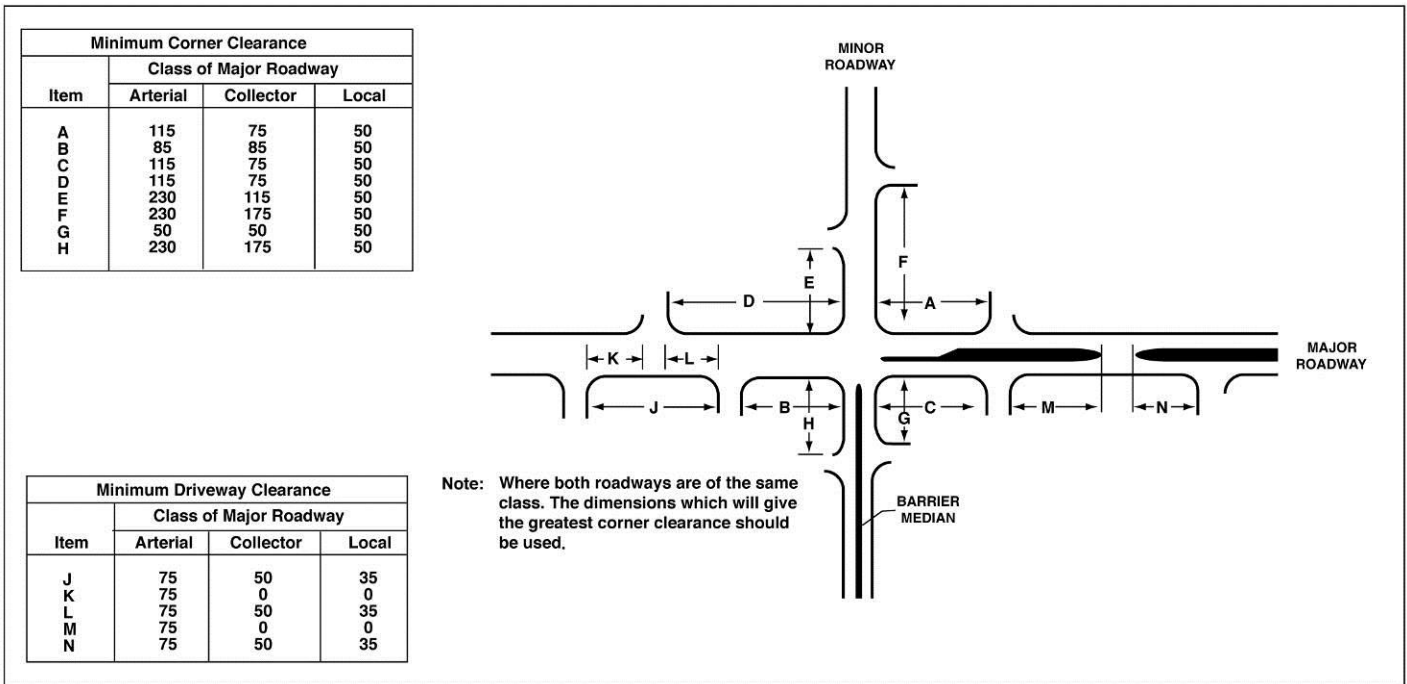 Minimum Corner Clearance
Class of Major Roadway
Item Arterial Collector Local
A 115 75 50
B 85 85 50
C 115 75 50
D 115 75 50
E 230 115 50
F 230 175 50
G 50 50 50
H 230 175 50
Minimum Driveway Clearance
Class of Major Roadway
Item Arterial Collector Local
J 75 50 35
K 75 0 0
L 75 50 35
M 75 0 0
N 75 50 35
MINOR
ROADWAY
F
E
D
A
K
L
MAJOR
ROADWAY
J
B
H
C
G
M
N
Note: Where both roadways are of the same
class. The dimensions which will give
the greatest corner clearance should
be used.
BARRIER
MEDIAN